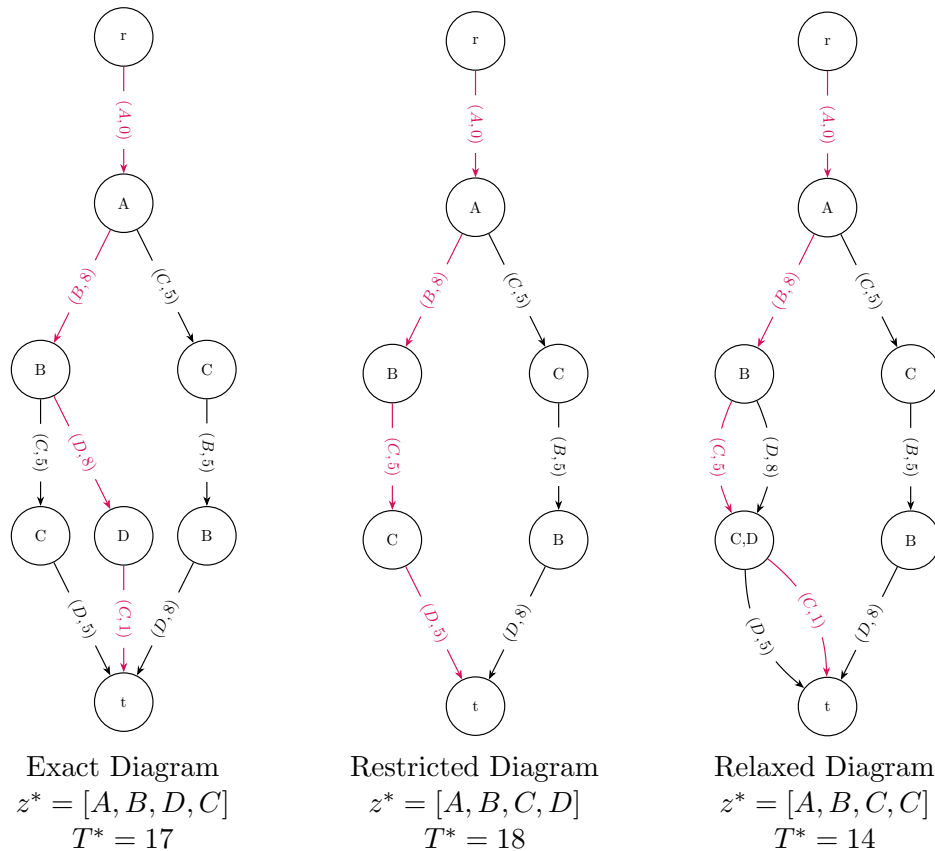 r
(A, 0)
A
(B, 8)
(C, 5)
B
C
(C, 5)
(D, 8)
(B, 5)
C
D
B
(D, 5)
(C, 1)
(D, 8)
t
Exact Diagram
z* = [A, B, D, C]
T* = 17
r
(A, 0)
A
(B, 8)
(C, 5)
B
C
(C, 5)
(B, 5)
C
B
(D, 5)
(D, 8)
t
Restricted Diagram
z* = [A, B, C, D]
T* = 18
r
(A, 0)
A
(B, 8)
(C, 5)
B
C
(C, 5)
(D, 8)
(B, 5)
C,D
B
(D, 5)
(C, 1)
(D, 8)
t
Relaxed Diagram
z* = [A, B, C, C]
T* = 14